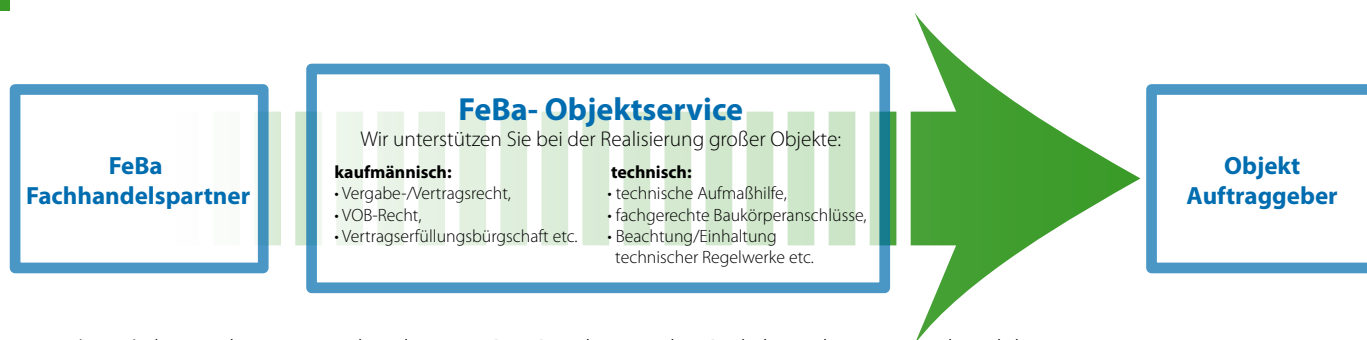 FeBa
Fachhandelspartner
FeBa- Objektservice
Wir unterstützen Sie bei der Realisierung großer Objekte:
kaufmännisch:
• Vergabe-/Vertragsrecht,
• VOB-Recht,
• Vertragserfüllungsbürgschaft etc.
technisch:
• technische Aufmaßhilfe,
• fachgerechte Baukörperanschlüsse,
• Beachtung/Einhaltung
technischer Regelwerke etc.
Objekt
Auftraggeber